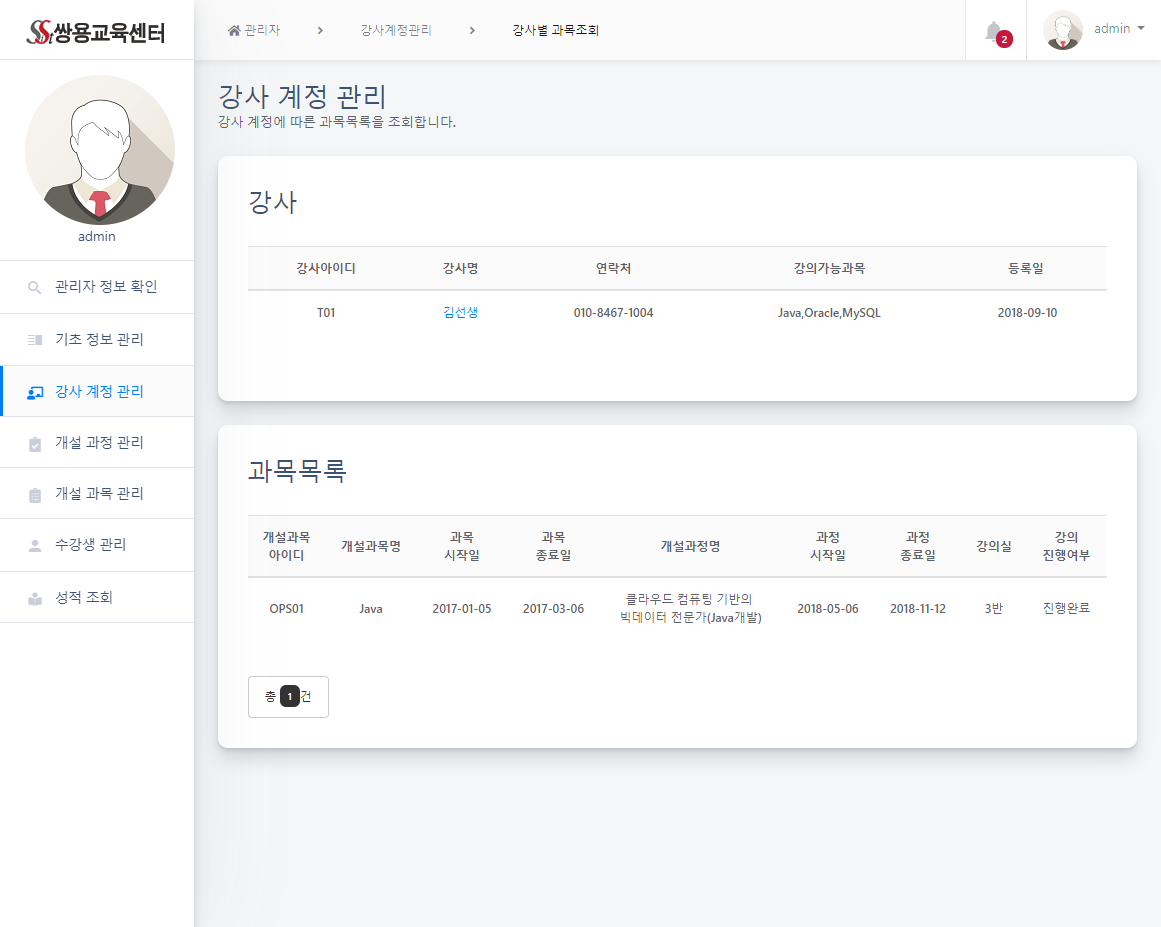 쌍용교육센터
관리자
강사계정관리
강사별 과목조회
2
admin
admin
관리자 정보 확인
기초 정보 관리
강사 계정 관리
개설 과정 관리
개설 과목 관리
수강생 관리
성적 조회
강사 계정 관리
강사 계정에 따른 과목목록을 조회합니다.
강사
강사아이디 강사명 연락처 강의가능과목 등록일
T01 김선생 010-8467-1004 Java,Oracle,MySQL 2018-09-10
과목목록
개설과목 아이디 개설과목명 과목 시작일 과목 종료일 개설과정명 과정 시작일 과정 종료일 강의실 강의 진행여부
OPS01 Java 2017-01-05 2017-03-06 클라우드 컴퓨팅 기반의 빅데이터 전문가(Java개발) 2018-05-06 2018-11-12 3반 진행완료
총 1 건